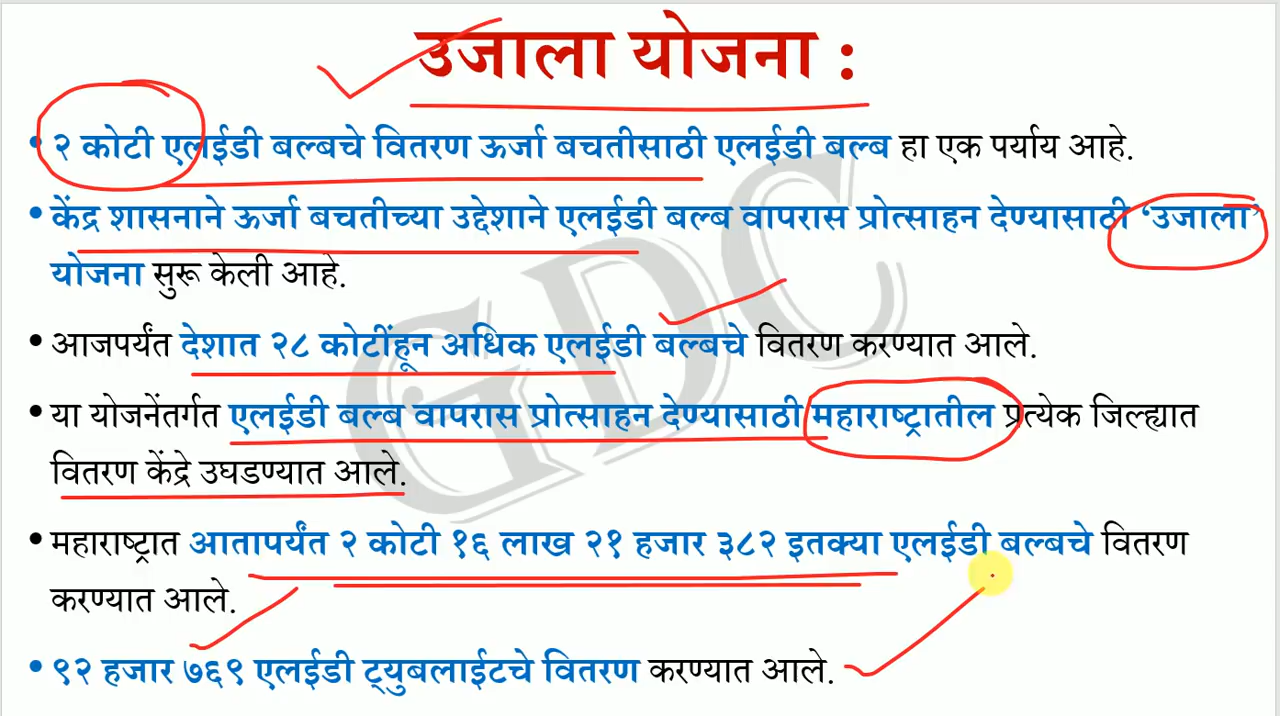 उजाला योजना :
• २ कोटी एलईडी बल्बचे वितरण ऊर्जा बचतीसाठी एलईडी बल्ब हा एक पर्याय आहे.
• केंद्र शासनाने ऊर्जा बचतीच्या उद्देशाने एलईडी बल्ब वापरास प्रोत्साहन देण्यासाठी ‘उजाला’
योजना सुरू केली आहे.
• आजपर्यंत देशात २८ कोटींहून अधिक एलईडी बल्बचे वितरण करण्यात आले.
• या योजनेंतर्गत एलईडी बल्ब वापरास प्रोत्साहन देण्यासाठी महाराष्ट्रातील प्रत्येक जिल्ह्यात
वितरण केंद्रे उघडण्यात आले.
• महाराष्ट्रात आतापर्यंत २ कोटी १६ लाख २१ हजार ३८२ इतक्या एलईडी बल्बचे वितरण
करण्यात आले.
• ९२ हजार ७६९ एलईडी ट्युबलाईटचे वितरण करण्यात आले.
GDC